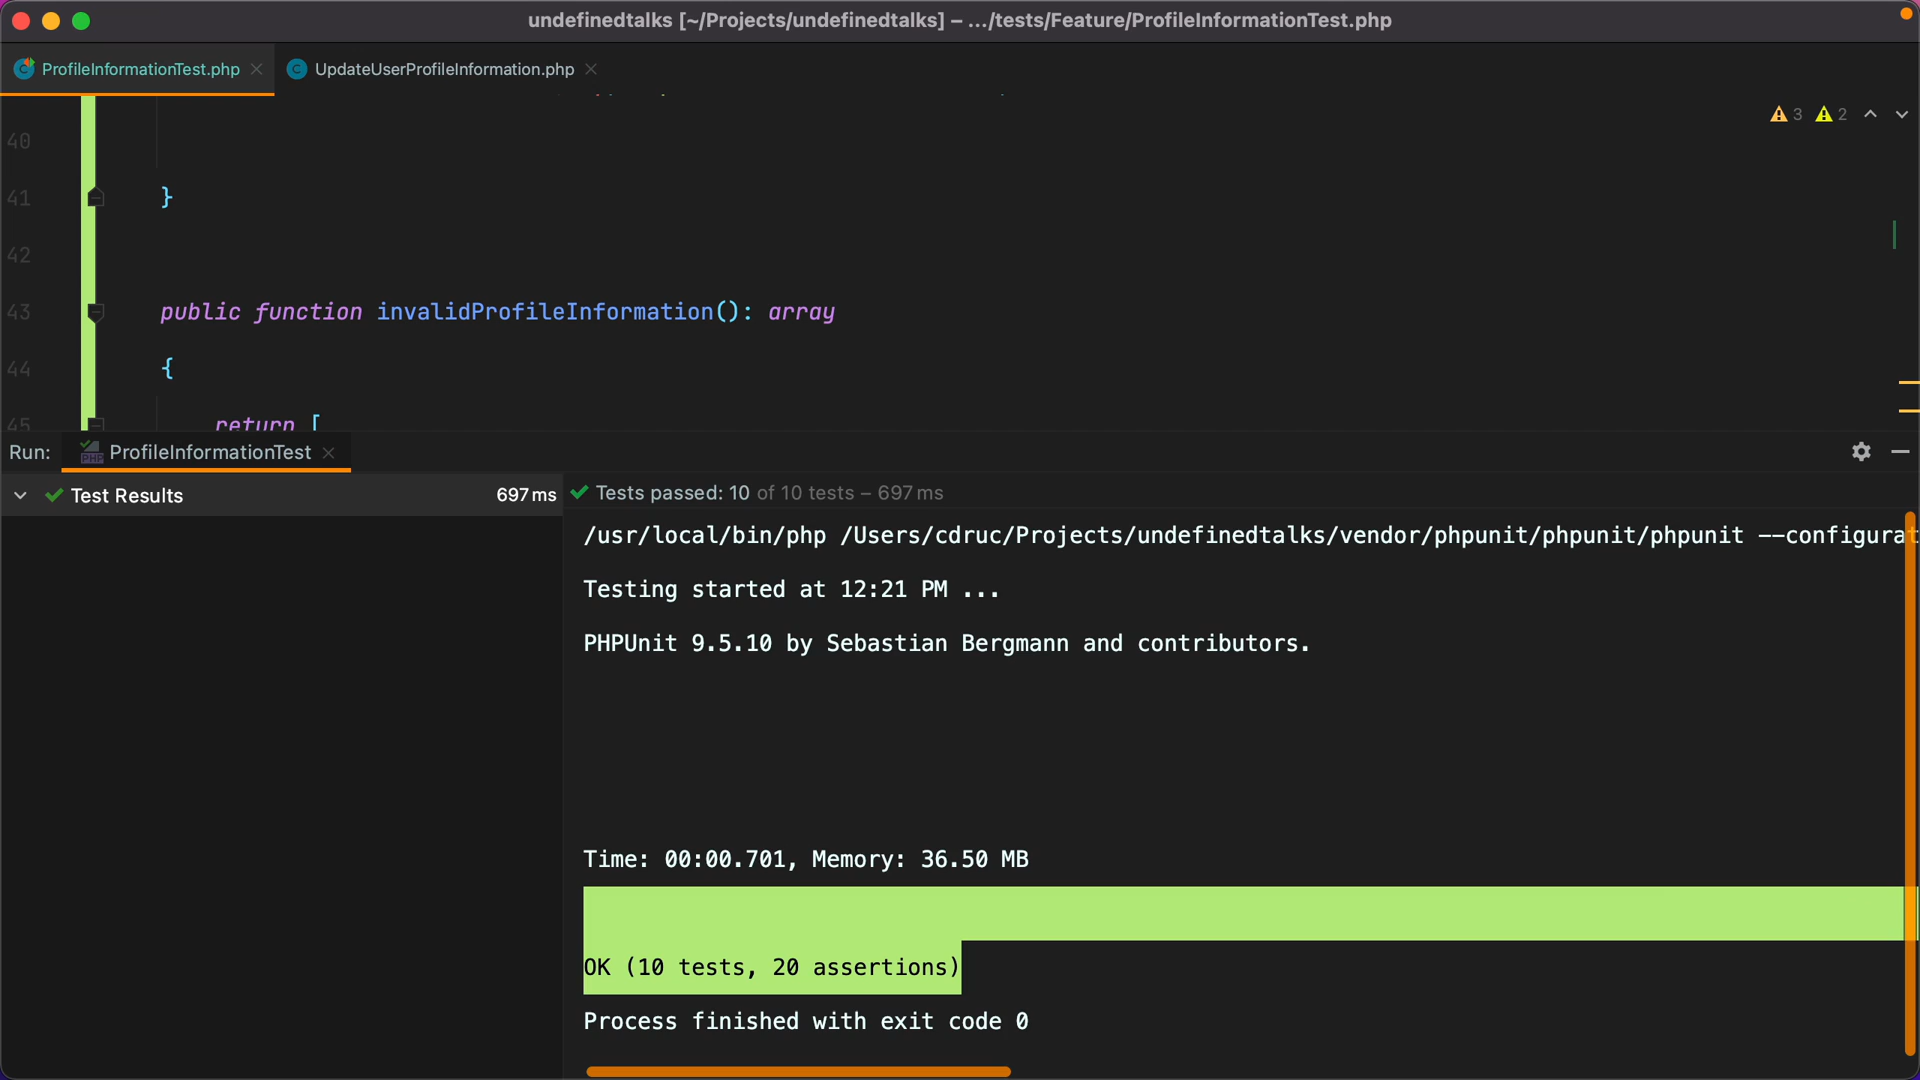 undefinedtalks [~/Projects/undefinedtalks] – .../tests/Feature/ProfileInformationTest.php
ProfileInformationTest.php
UpdateUserProfileInformation.php
3
2
40
41 }
42
43 public function invalidProfileInformation(): array
44 {
45 return [
Run: ProfileInformationTest
Test Results 697 ms
Tests passed: 10 of 10 tests – 697 ms
/usr/local/bin/php /Users/cdruc/Projects/undefinedtalks/vendor/phpunit/phpunit/phpunit --configurat
Testing started at 12:21 PM ...
PHPUnit 9.5.10 by Sebastian Bergmann and contributors.
Time: 00:00.701, Memory: 36.50 MB
OK (10 tests, 20 assertions)
Process finished with exit code 0